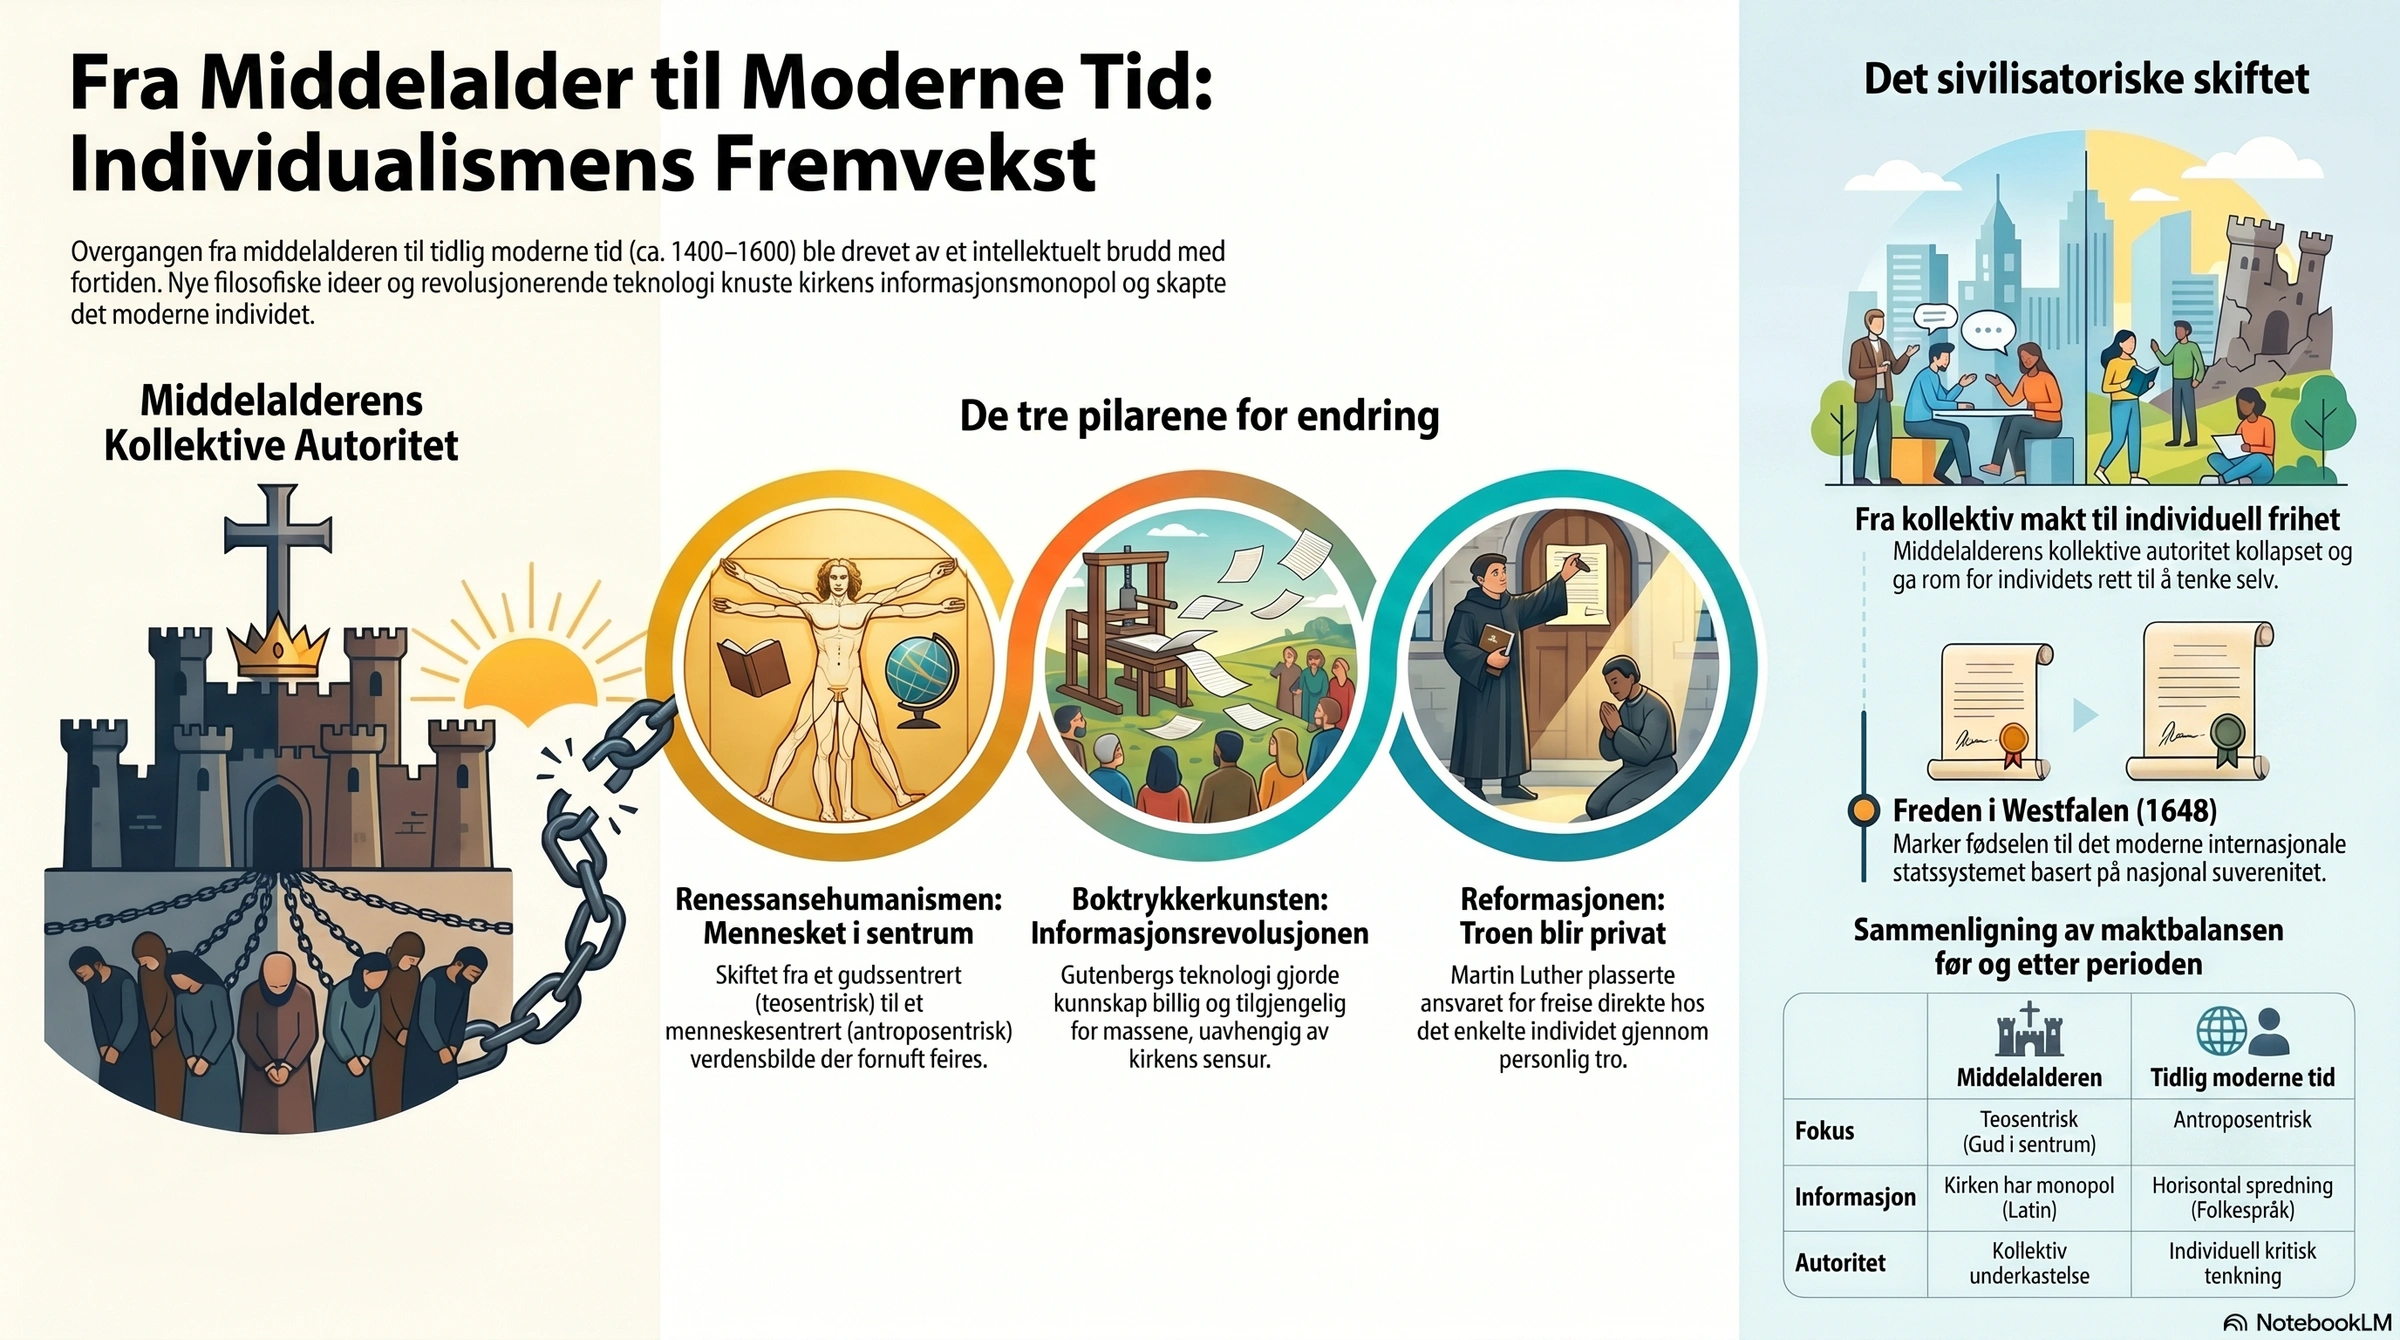 Fra Middelalder til Moderne Tid:
Individualismens Fremvekst
Overgangen fra middelalderen til tidlig moderne tid (ca. 1400–1600) ble drevet av et intellektuelt brudd med
fortiden. Nye filosofiske ideer og revolusjonerende teknologi knuste kirkens informasjonsmonopol og skapte
det moderne individet.
Middelalderens
Kollektive Autoritet
De tre pilarene for endring
Renessansehumanismen:
Mennesket i sentrum
Skiftet fra et gudssentrert
(teosentrisk) til et
menneskesentrert (antroposentrisk)
verdensbilde der fornuft feires.
Boktrykkerkunsten:
Informasjonsrevolusjonen
Gutenbergs teknologi gjorde
kunnskap billig og tilgjengelig
for massene, uavhengig av
kirkens sensur.
Reformasjonen:
Troen blir privat
Martin Luther plasserte
ansvaret for freise direkte hos
det enkelte individet gjennom
personlig tro.
Det sivilisatoriske skiftet
Fra kollektiv makt til individuell frihet
Middelalderens kollektive autoritet kollapset og
ga rom for individets rett til å tenke selv.
Freden i Westfalen (1648)
Marker fødselen til det moderne internasjonale
statssystemet basert på nasjonal suverenitet.
Sammenligning av maktbalansen
før og etter perioden
Middelalderen
Tidlig moderne tid
Fokus
Teosentrisk
(Gud i sentrum)
Antroposentrisk
Informasjon
Kirken har monopol
(Latin)
Horisontal spredning
(Folkespråk)
Autoritet
Kollektiv
underkastelse
Individuell kritisk
tenkning
NotebookLM